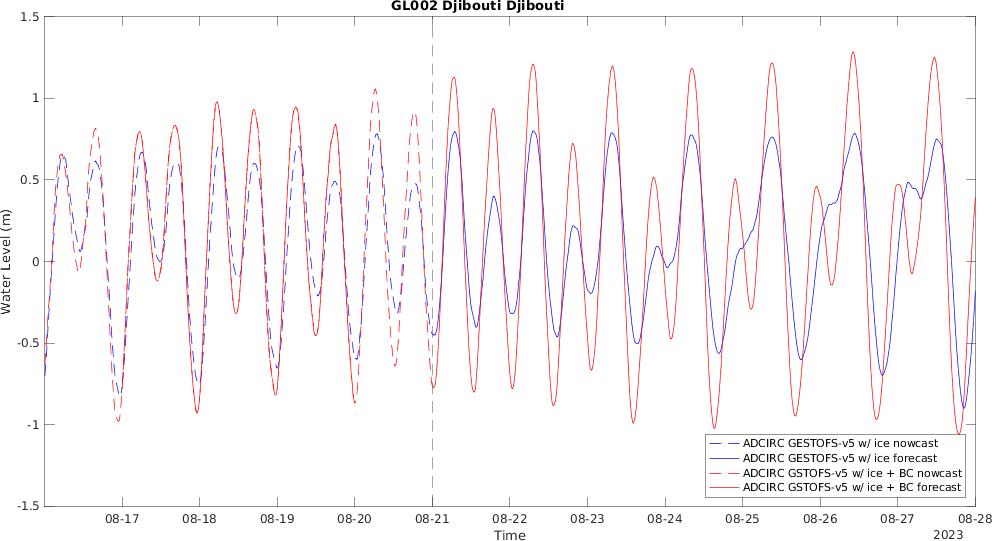 GL002 Djibouti Djibouti
1.5
1
0.5
0
-0.5
-1
-1.5
Water Level (m)
08-17 08-18 08-19 08-20 08-21 08-22 08-23 08-24 08-25 08-26 08-27 08-28
Time
2023
ADCIRC GESTOFS-v5 w/ ice nowcast
ADCIRC GESTOFS-v5 w/ ice forecast
ADCIRC GSTOFS-v5 w/ ice + BC nowcast
ADCIRC GSTOFS-v5 w/ ice + BC forecast